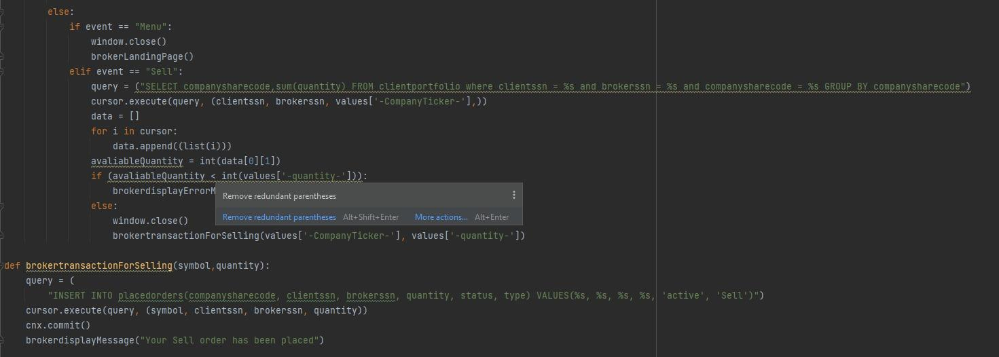 else:
if event == "Menu":
window.close()
brokerLandingPage()
elif event == "Sell":
query = ("SELECT companysharecode,sum(quantity) FROM clientportfolio where clientssn = %s and brokerssn = %s and companysharecode = %s GROUP BY companysharecode")
cursor.execute(query, (clientssn, brokerssn, values['-CompanyTicker-'],))
data = []
for i in cursor:
data.append((list(i)))
avaliableQuantity = int(data[0][1])
if (avaliableQuantity < int(values['-quantity-'])):
brokerdisplayErrorM
Remove redundant parentheses
else:
Remove redundant parentheses Alt+Shift+Enter More actions... Alt+Enter
window.close()
brokertransactionForSelling(values['-CompanyTicker-'], values['-quantity-'])
def brokertransactionForSelling(symbol,quantity):
query = (
"INSERT INTO placedorders(companysharecode, clientssn, brokerssn, quantity, status, type) VALUES(%s, %s, %s, %s, 'active', 'Sell')")
cursor.execute(query, (symbol, clientssn, brokerssn, quantity))
cnx.commit()
brokerdisplayMessage("Your Sell order has been placed")